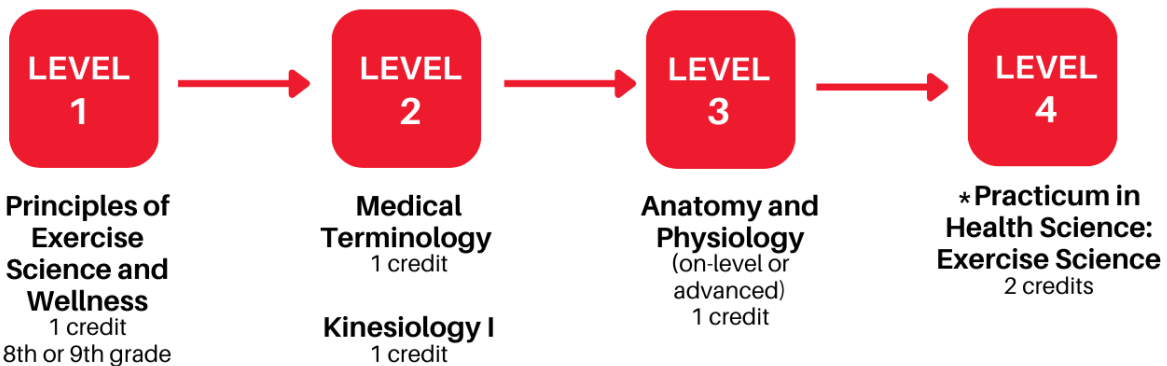 LEVEL
1
LEVEL
2
LEVEL
3
LEVEL
4
Principles of
Exercise
Science and
Wellness
1 credit
8th or 9th grade
Medical
Terminology
1 credit
Kinesiology I
1 credit
Anatomy and
Physiology
(on-level or
advanced)
1 credit
*Practicum in
Health Science:
Exercise Science
2 credits